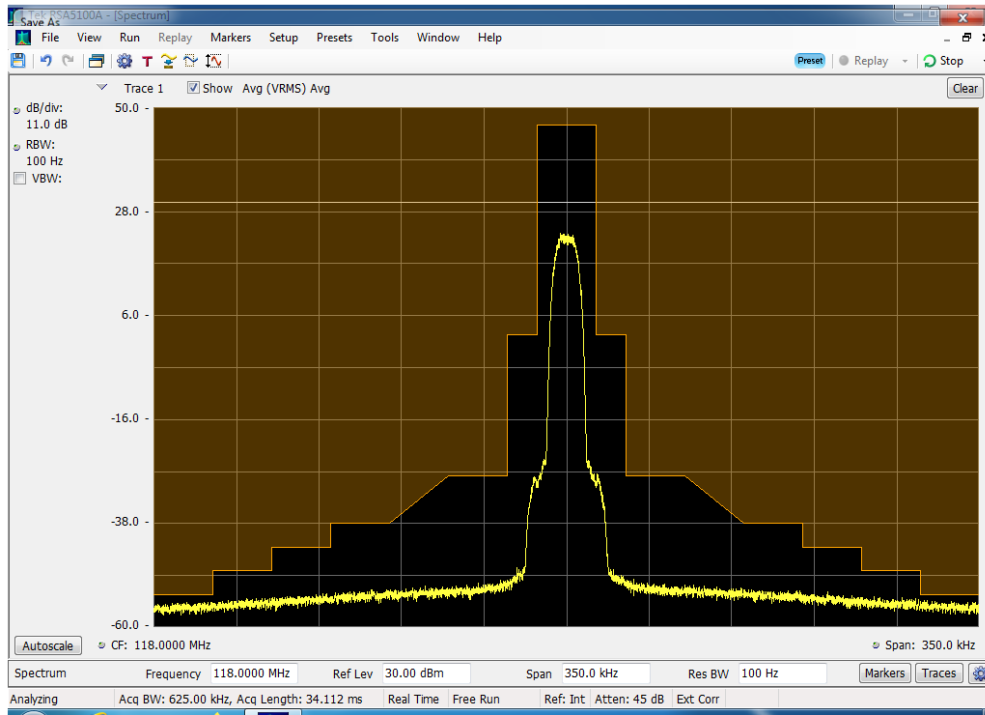 Save As
Tek RSA5100A - [Spectrum]
File View Run Replay Markers Setup Presets Tools Window Help
T
Preset Replay Stop
Trace 1 Show Avg (VRMS) Avg Clear
dB/div:
11.0 dB
RBW:
100 Hz
VBW:
50.0
28.0
6.0
-16.0
-38.0
-60.0
Autoscale CF: 118.0000 MHz Span: 350.0 kHz
Spectrum Frequency 118.0000 MHz Ref Lev 30.00 dBm Span 350.0 kHz Res BW 100 Hz Markers Traces
Analyzing Acq BW: 625.00 kHz, Acq Length: 34.112 ms Real Time Free Run Ref: Int Atten: 45 dB Ext Corr